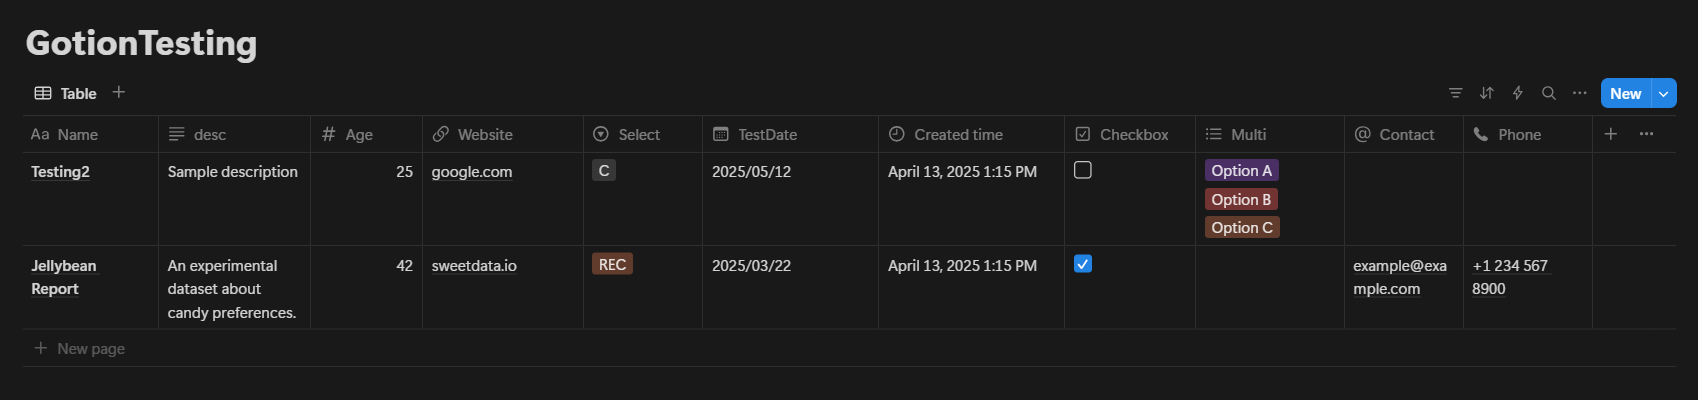 GotionTesting
Table
New
Aa Name desc # Age Website Select TestDate Created time Checkbox Multi @ Contact Phone
Testing2 Sample description 25 google.com C 2025/05/12 April 13, 2025 1:15 PM Option A
Option B
Option C
Jellybean An experimental 42 sweetdata.io REC 2025/03/22 April 13, 2025 1:15 PM example@exa +1 234 567
Report dataset about mple.com 8900
candy preferences.
+ New page